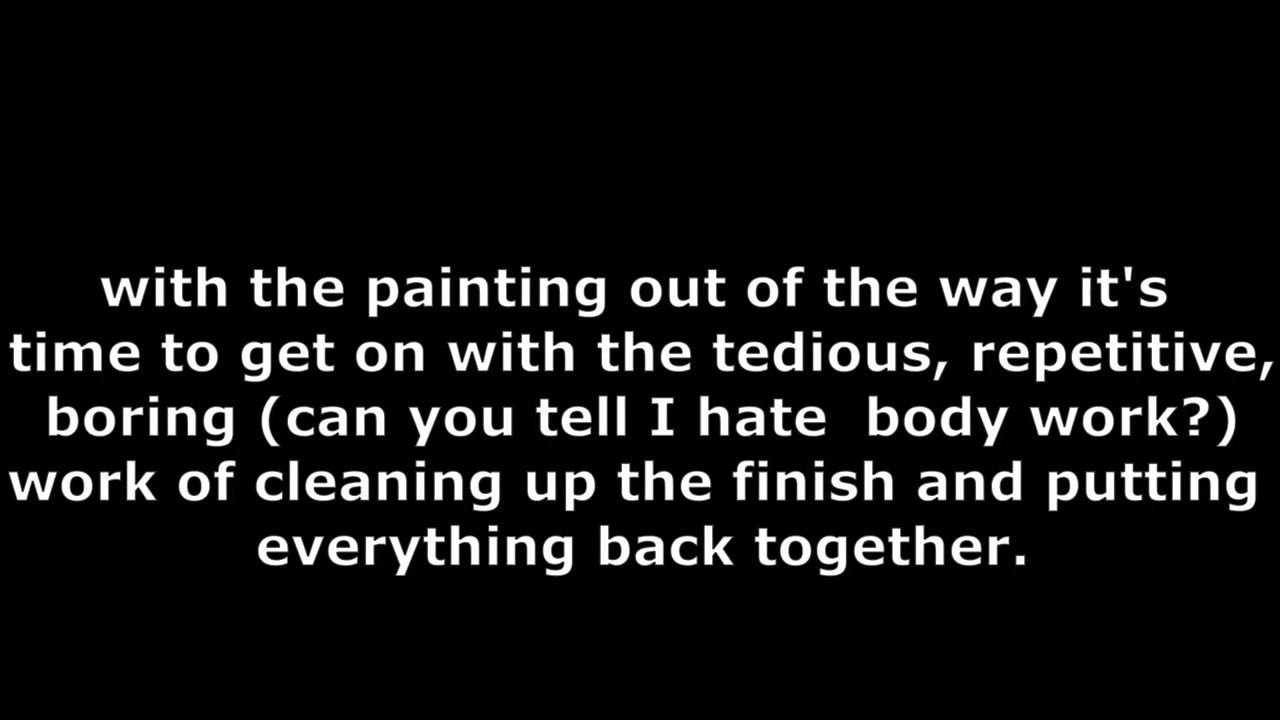 with the painting out of the way it's
time to get on with the tedious, repetitive,
boring (can you tell I hate  body work?)
work of cleaning up the finish and putting
everything back together.